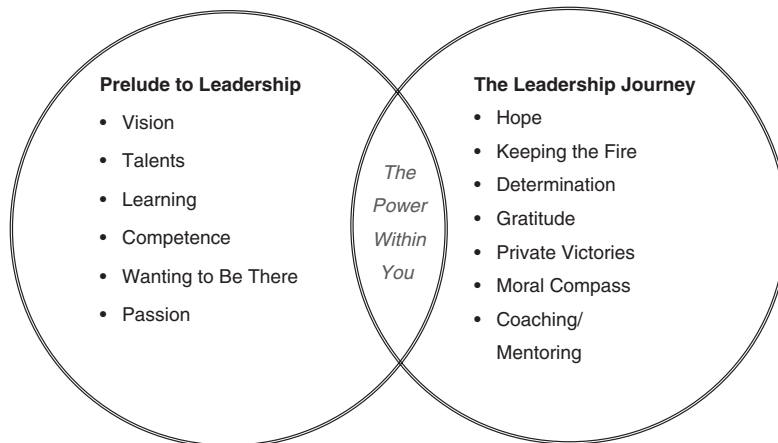 Prelude to Leadership
• Vision
• Talents
• Learning
• Competence
• Wanting to Be There
• Passion
The
Power
Within
You
The Leadership Journey
• Hope
• Keeping the Fire
• Determination
• Gratitude
• Private Victories
• Moral Compass
• Coaching/
Mentoring